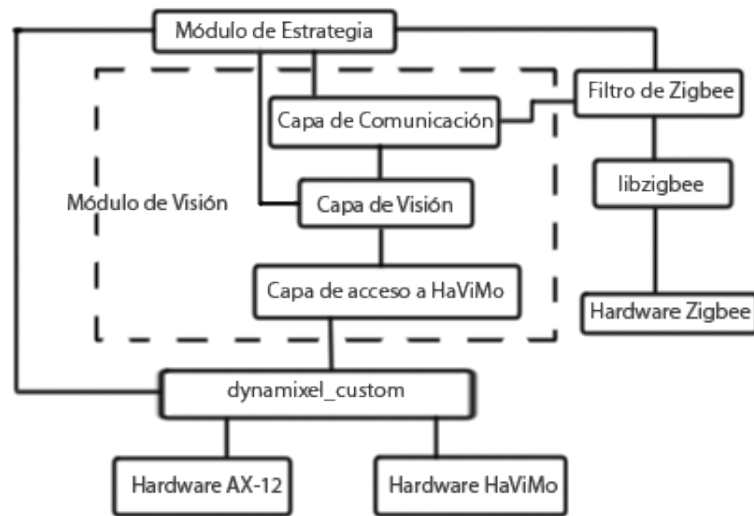 Módulo de Estrategia
Filtro de Zigbee
Capa de Comunicación
libzigbee
Módulo de Visión
Capa de Visión
Capa de acceso a HaViMo
Hardware Zigbee
dynamixel_custom
Hardware AX-12
Hardware HaViMo